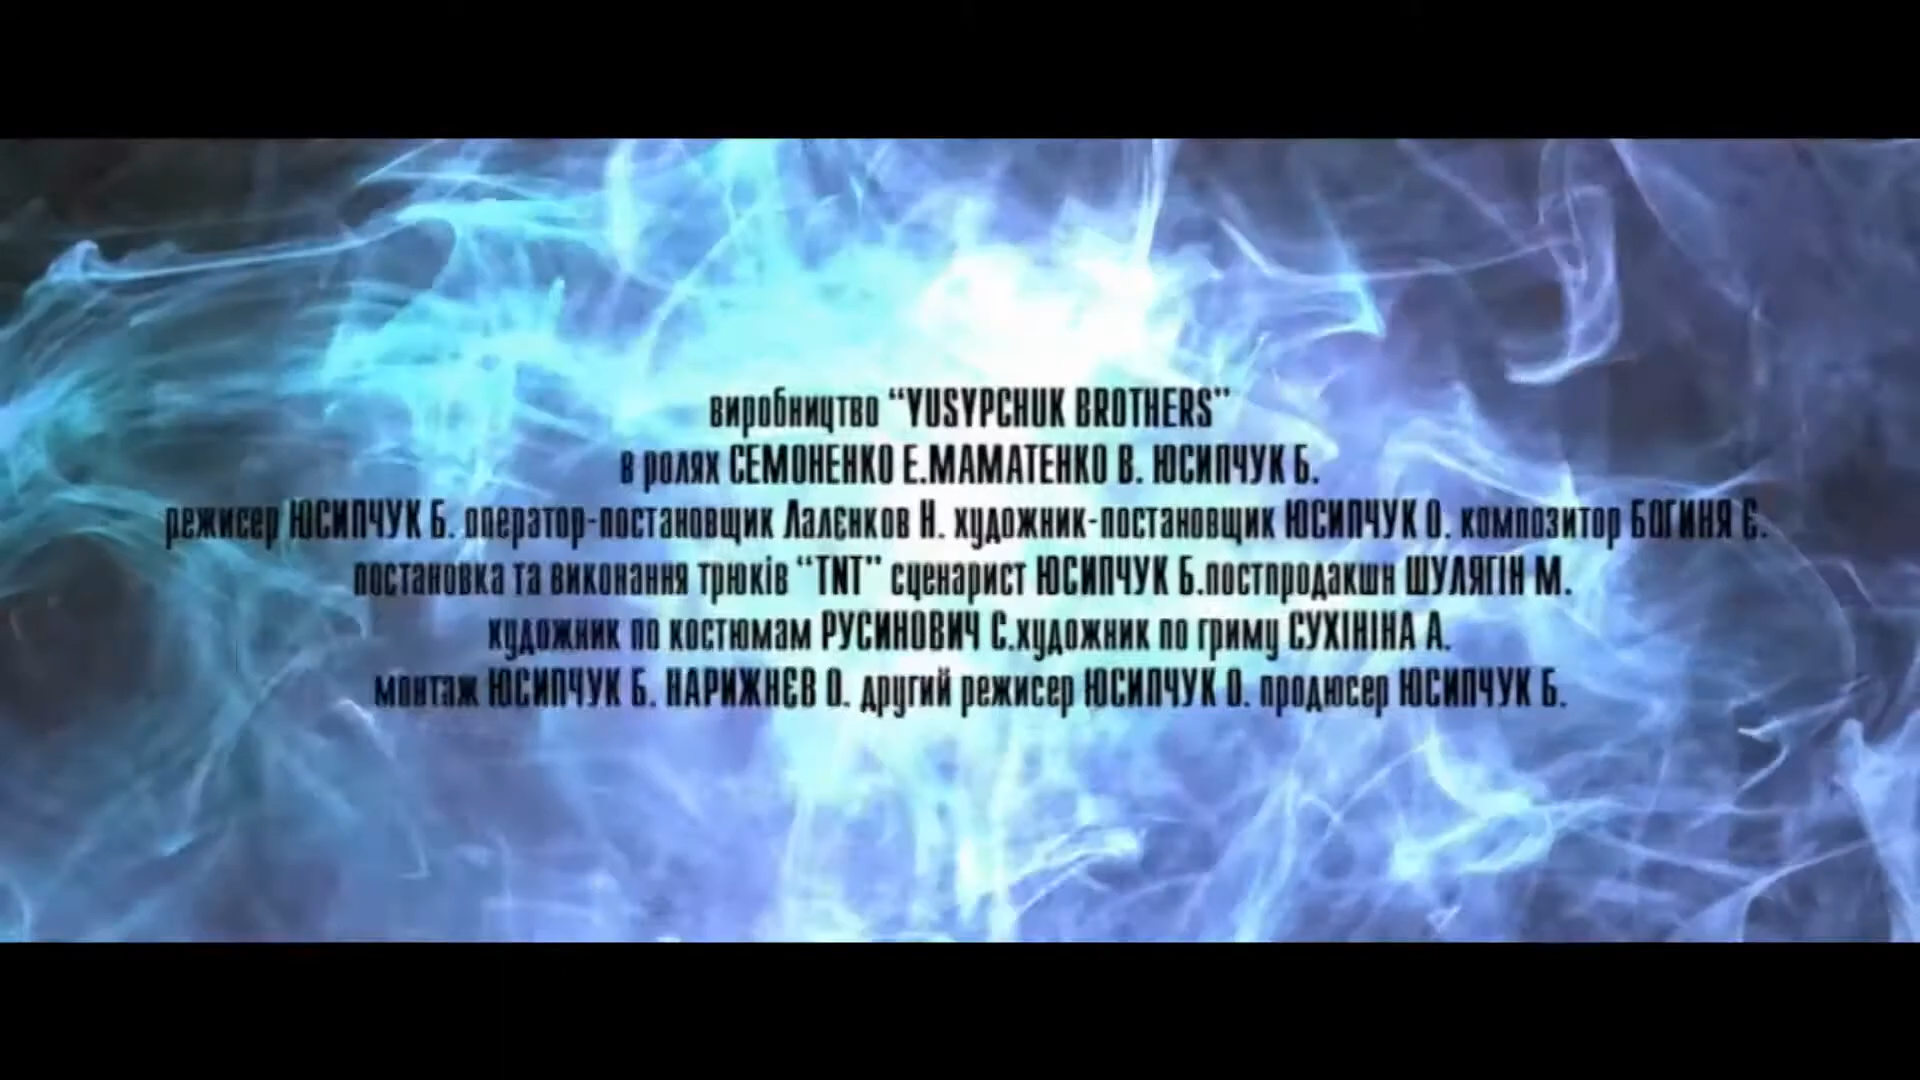 виробництво “YUSYPCHUK BROTHERS”
в ролях СЕМОНЕНКО Е.МАМАТЕНКО В. ЮСИПЧУК Б.
режисер ЮСИПЧУК Б. оператор-постановщик Лалєнков Н. художник-постановщик ЮСИПЧУК О. композитор БОГИНЯ Є.
постановка та виконання трюків “TNT” сценарист ЮСИПЧУК Б.постпродакшн ШУЛЯГІН М.
художник по костюмам РУСИНОВИЧ С.художник по гриму СУХІНІНА А.
монтаж ЮСИПЧУК Б. НАРИЖНЄВ О. другий режисер ЮСИПЧУК О. продюсер ЮСИПЧУК Б.